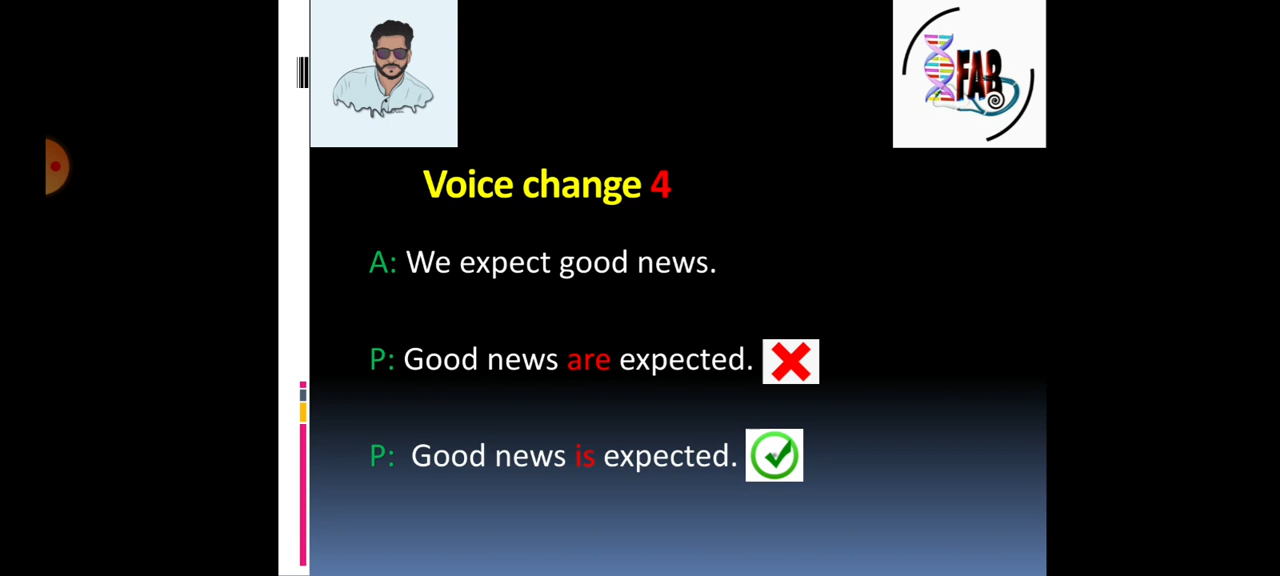 FAB
Voice change 4
A: We expect good news.
P: Good news are expected.
P: Good news is expected.